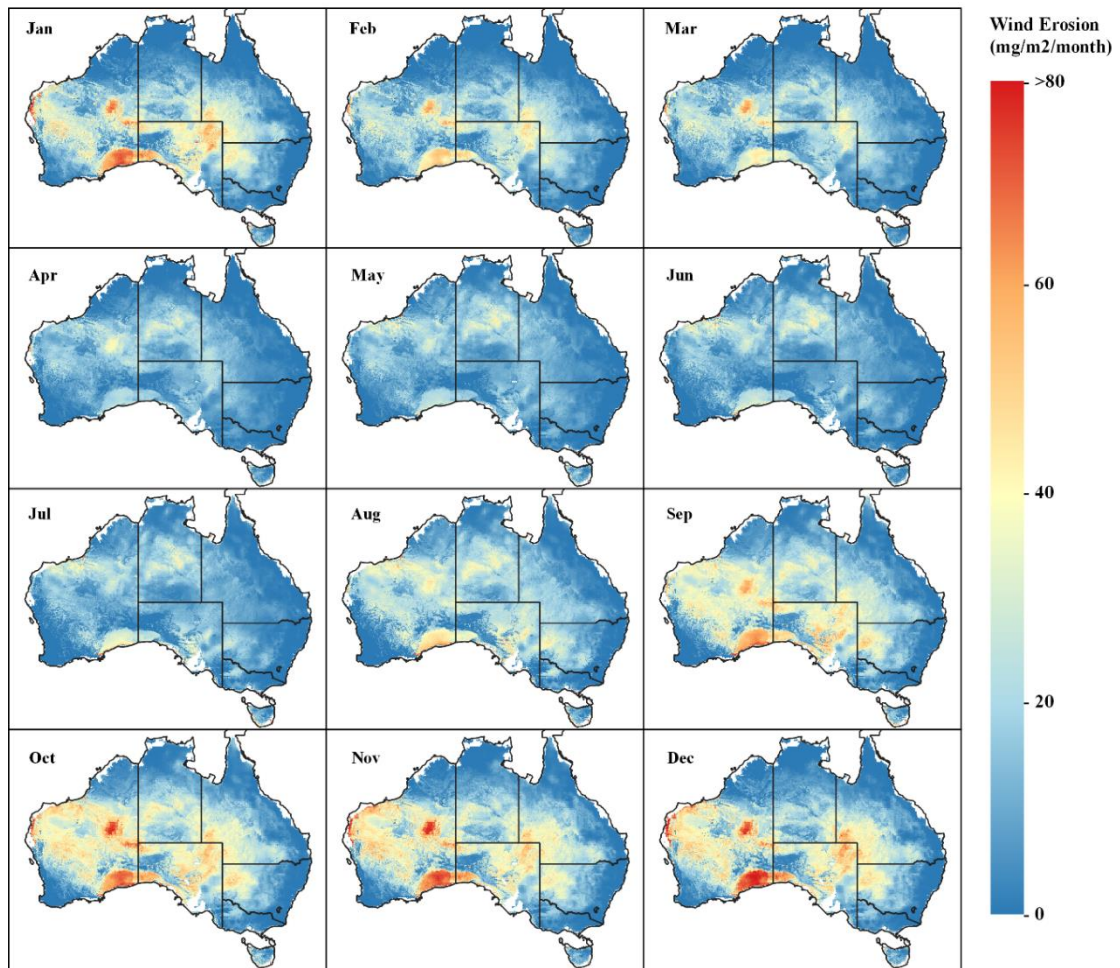 Jan
Feb
Mar
Apr
May
Jun
Jul
Aug
Sep
Oct
Nov
Dec
Wind Erosion
(mg/m2/month)
>80
60
40
20
0